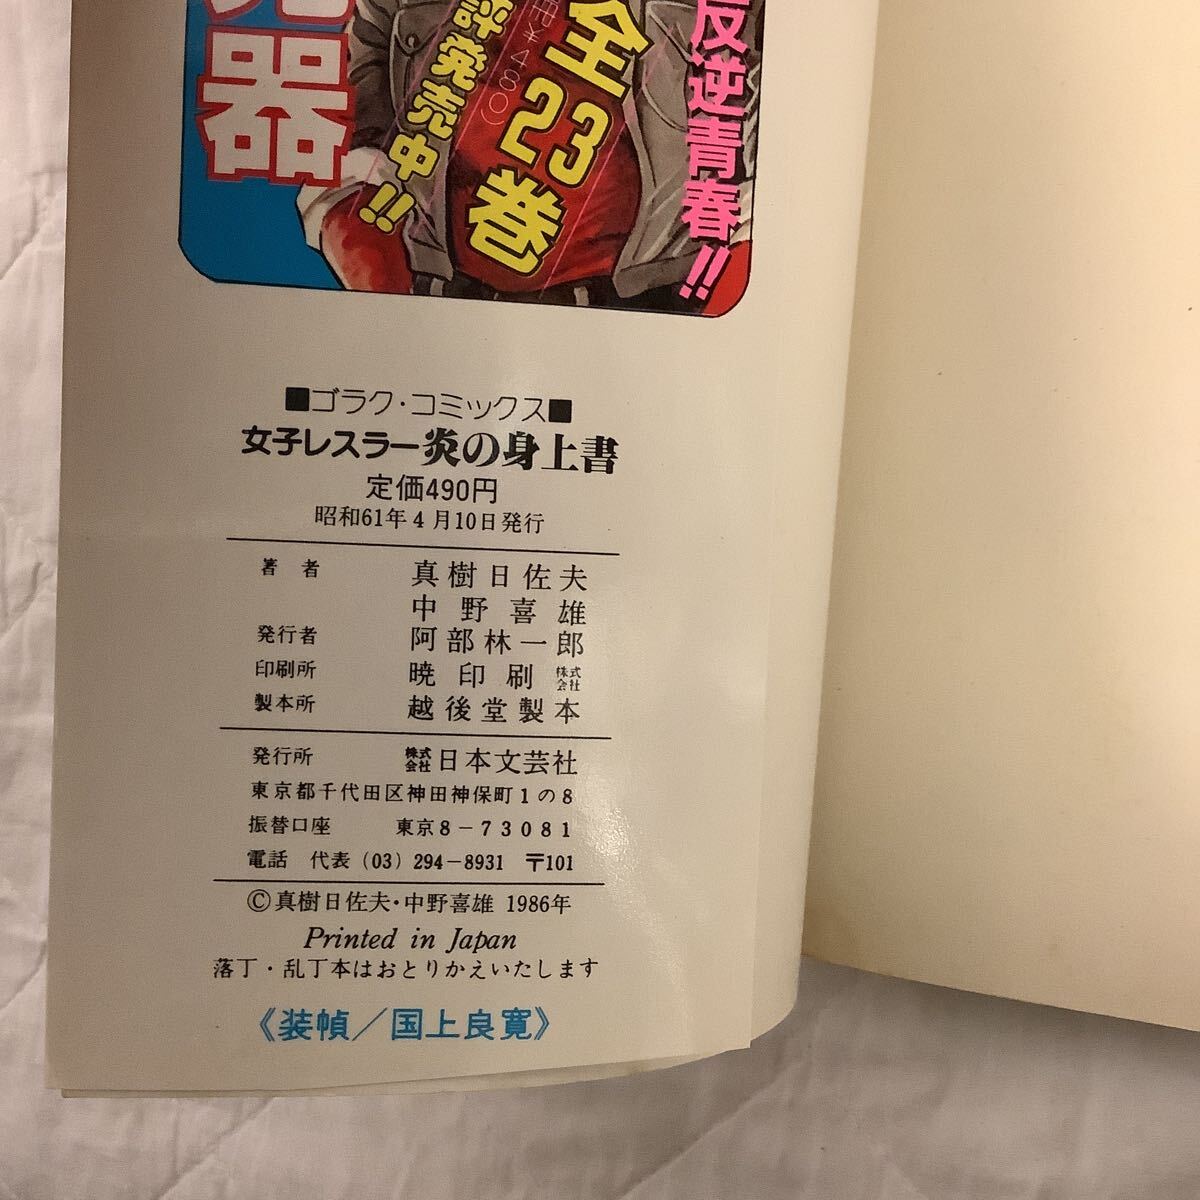 反逆青春!!
全23巻
評発売中!!
器
■ゴラク・コミックス■
女子レスラー炎の身上書
定価490円
昭和61年4月10日発行
著者 真樹日佐夫
中野喜雄
発行者 阿部林一郎
印刷所 暁印刷株式会社
製本所 越後堂製本
発行所 株式会社日本文芸社
東京都千代田区神田神保町1の8
振替口座 東京8-73081
電話 代表(03)294-8931 〒101
©真樹日佐夫・中野喜雄 1986年
Printed in Japan
落丁・乱丁本はおとりかえいたします
《装幀/国上良寛》